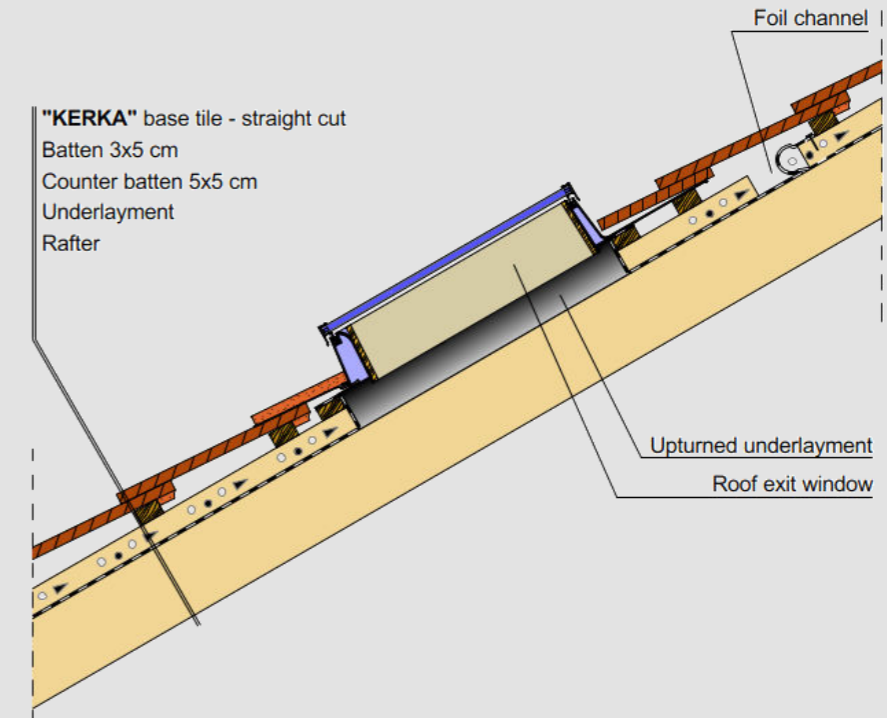 Foil channel
"KERKA" base tile - straight cut
Batten 3x5 cm
Counter batten 5x5 cm
Underlayment
Rafter
Upturned underlayment
Roof exit window